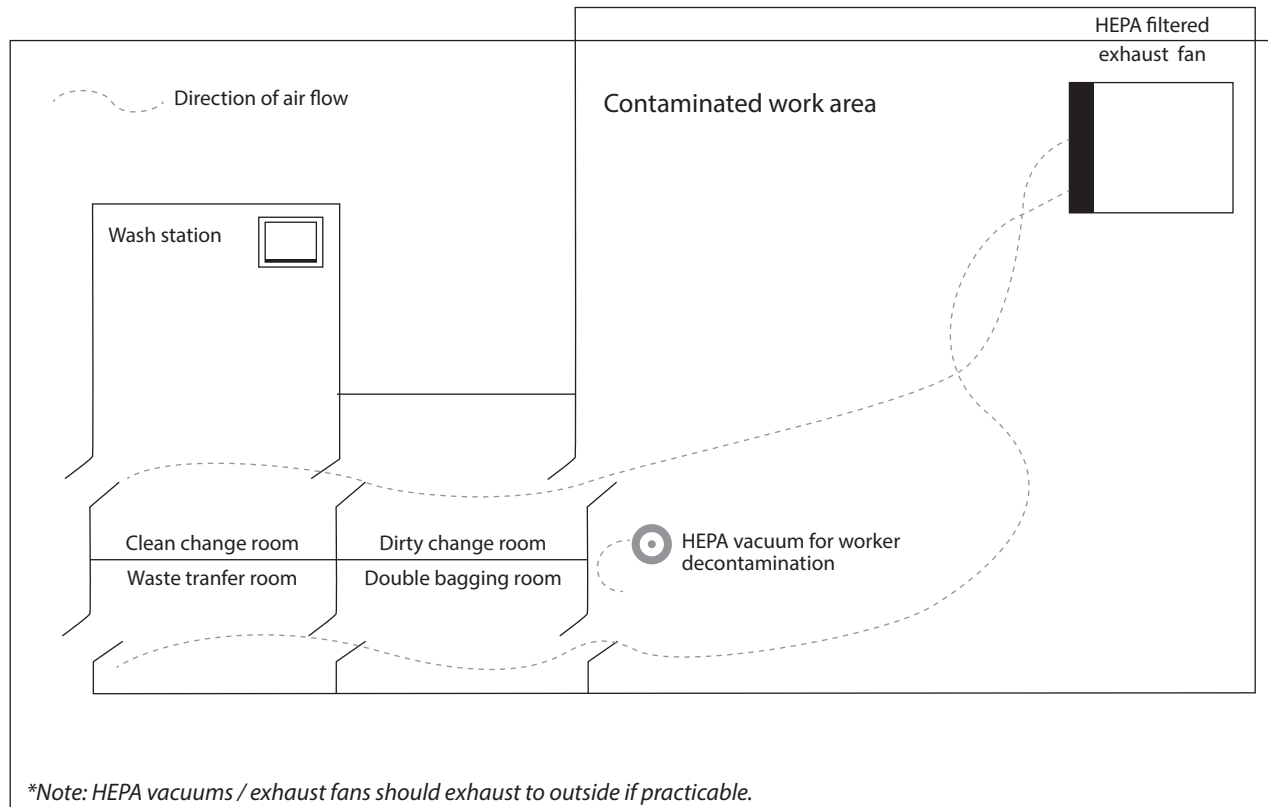 HEPA filtered
exhaust fan
Direction of air flow
Contaminated work area
Wash station
Clean change room
Dirty change room
Waste tranfer room
Double bagging room
HEPA vacuum for worker
decontamination
*Note: HEPA vacuums / exhaust fans should exhaust to outside if practicable.